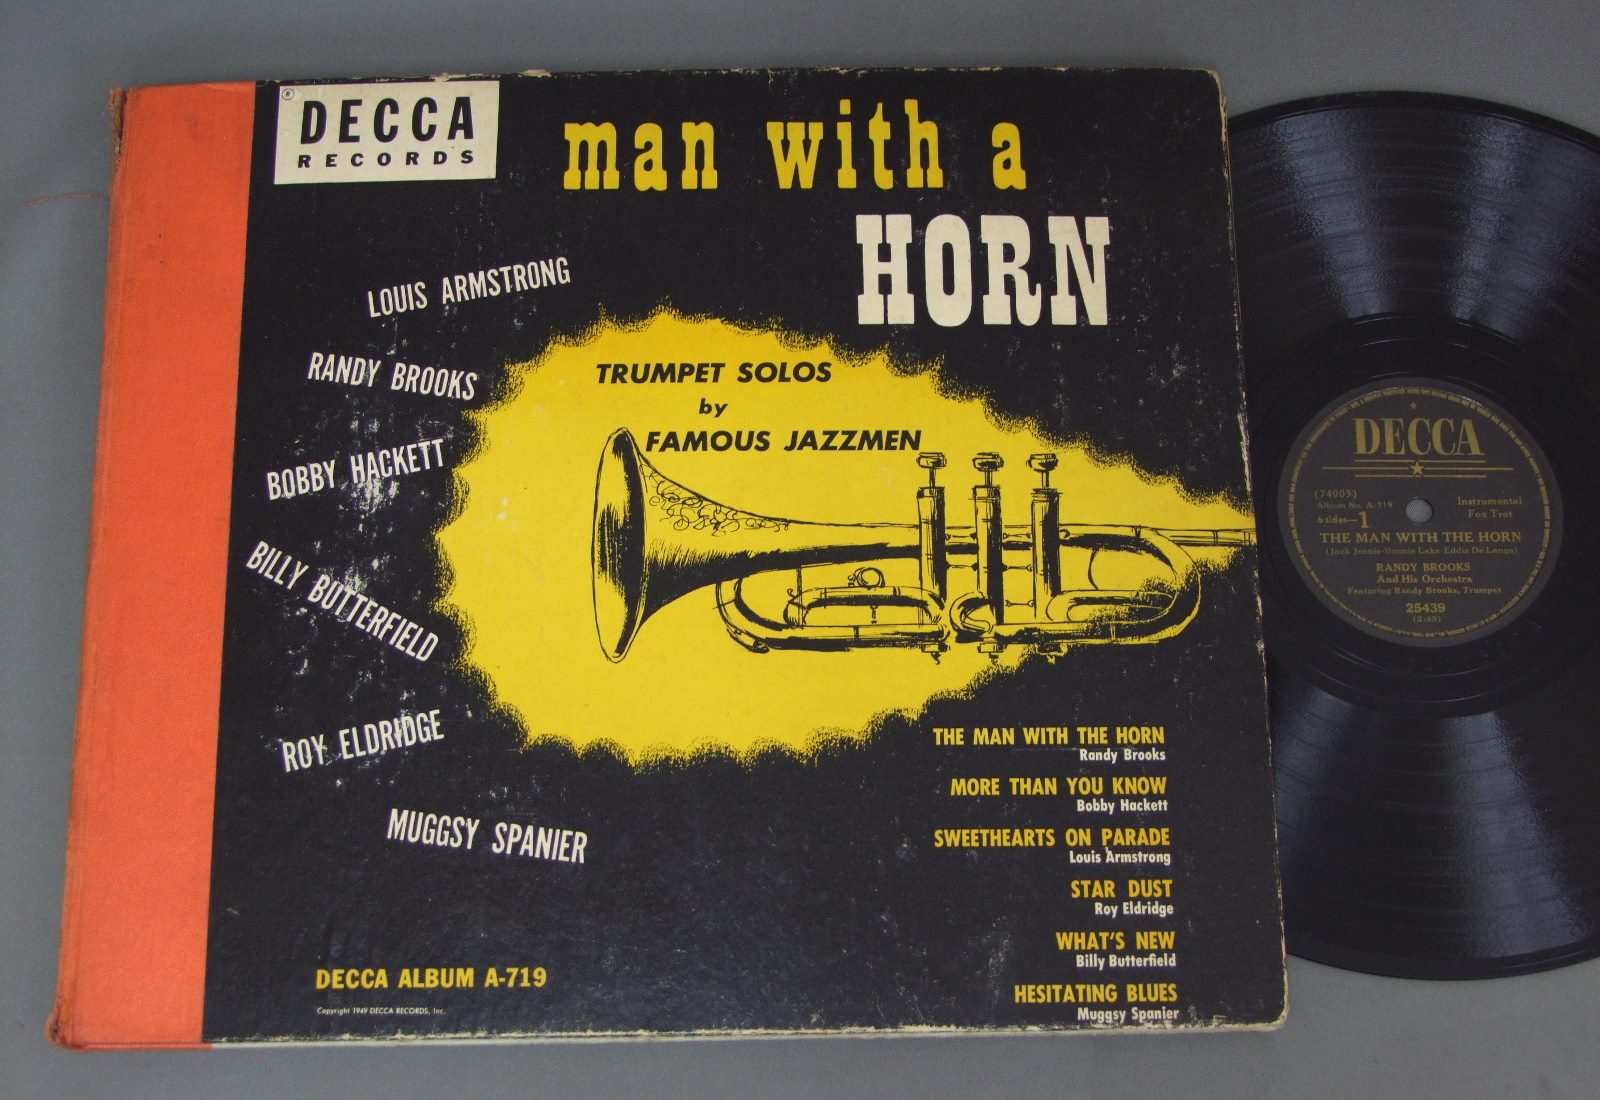 ®
DECCA
RECORDS
man with a
HORN
LOUIS ARMSTRONG
RANDY BROOKS
BOBBY HACKETT
BILLY BUTTERFIELD
ROY ELDRIDGE
MUGGSY SPANIER
TRUMPET SOLOS
by
FAMOUS JAZZMEN
THE MAN WITH THE HORN
Randy Brooks
MORE THAN YOU KNOW
Bobby Hackett
SWEETHEARTS ON PARADE
Louis Armstrong
STAR DUST
Roy Eldridge
WHAT'S NEW
Billy Butterfield
HESITATING BLUES
Muggsy Spanier
DECCA ALBUM A-719
Copyright 1949 DECCA RECORDS, Inc.
DECCA
(74003)
Album No. A-719
6 sides—1
Instrumental
Fox Trot
THE MAN WITH THE HORN
(Jack Jennie-Bonnie Lake-Eddie De Lange)
RANDY BROOKS
And His Orchestra
Featuring Randy Brooks, Trumpet
25439
(2:43)